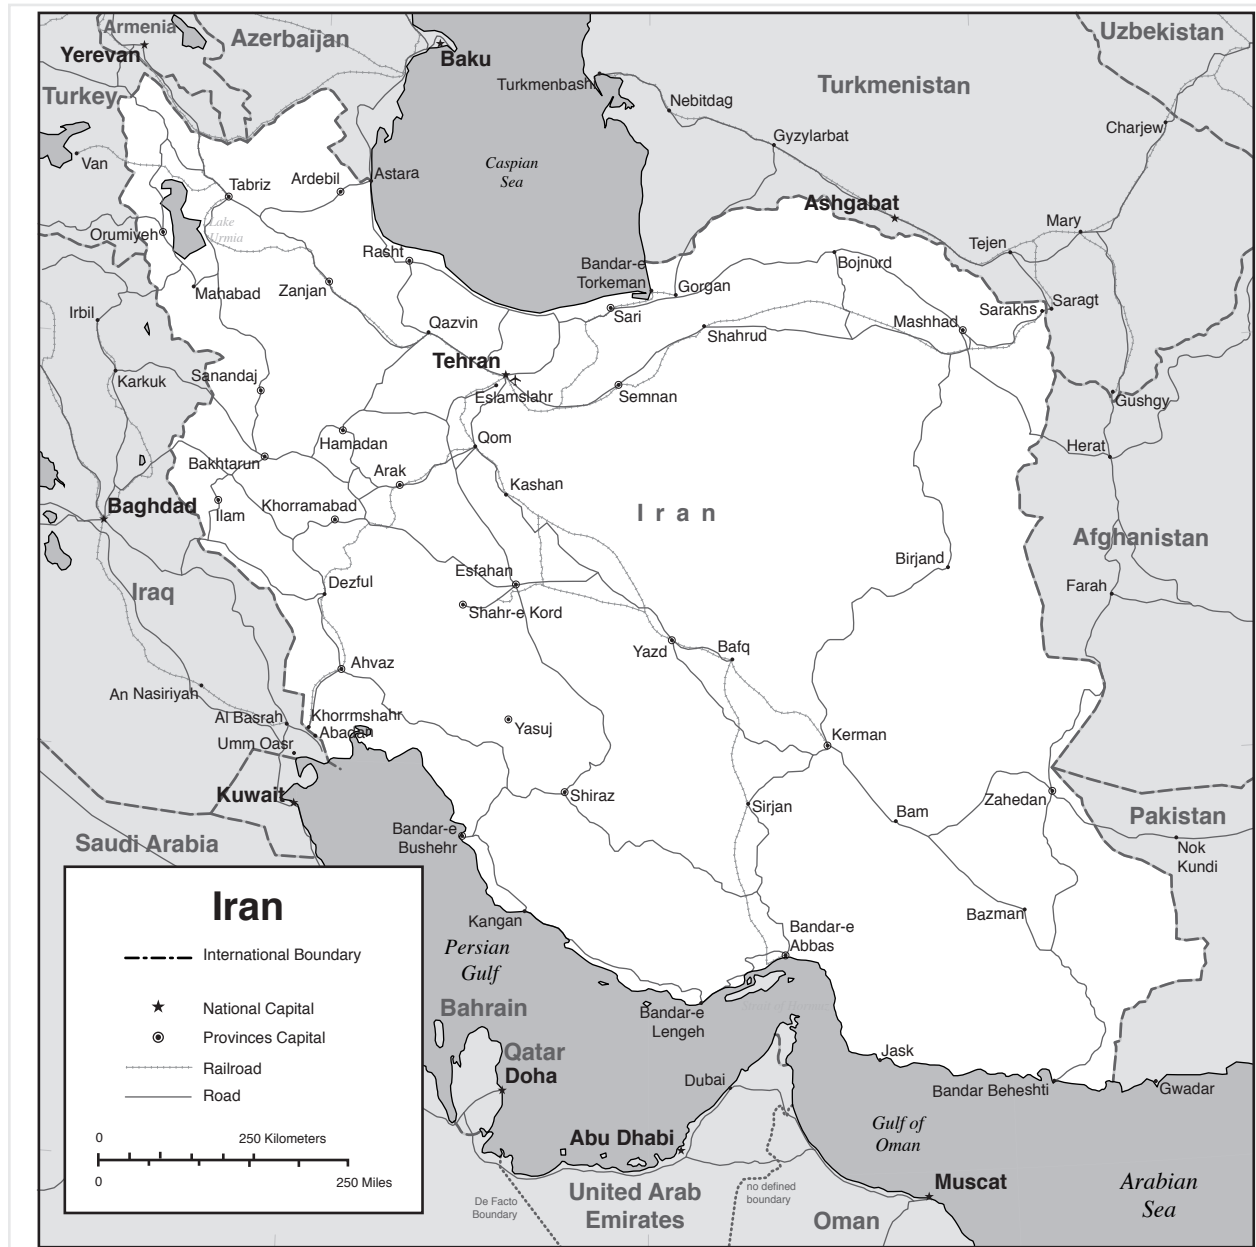 Armenia
Yerevan
Azerbaijan
Baku
Uzbekistan
Turkmenbashi
Turkmenistan
Turkey
Nebitdag
Charjew
Gyzylarbat
Van
Caspian
Sea
Tabriz
Ardebil
Astara
Ashgabat
Lake
Urmia
Orumiyeh
Mary
Tejen
Rasht
Bandar-e
Torkeman
Gorgan
Bojnurd
Mahabad
Zanjan
Saragt
Sarakhs
Irbil
Qazvin
Sari
Mashhad
Shahrud
Tehran
Karkuk
Sanandaj
Eslamslahr
Semnan
Gushgy
Hamadan
Qom
Herat
Bakhtarun
Arak
Kashan
Baghdad
Ilam
Khorramabad
Iran
Afghanistan
Birjand
Esfahan
Dezful
Farah
Iraq
Shahr-e Kord
Yazd
Bafq
Ahvaz
An Nasiriyah
Al Basrah
Khorrmshahr
Abadan
Yasuj
Umm Qasr
Kerman
Kuwait
Shiraz
Sirjan
Bam
Zahedan
Pakistan
Saudi Arabia
Bandar-e
Bushehr
Nok
Kundi
Kangan
Bazman
Bandar-e
Abbas
Persian
Gulf
Strait of Hormuz
Bahrain
Bandar-e
Lengeh
Qatar
Doha
Jask
Dubai
Bandar Beheshti
Gwadar
Gulf of
Oman
Abu Dhabi
Muscat
Arabian
Sea
United Arab
Emirates
no defined
boundary
De Facto
Boundary
Oman
Iran
International Boundary
National Capital
Provinces Capital
Railroad
Road
0 250 Kilometers
0 250 Miles